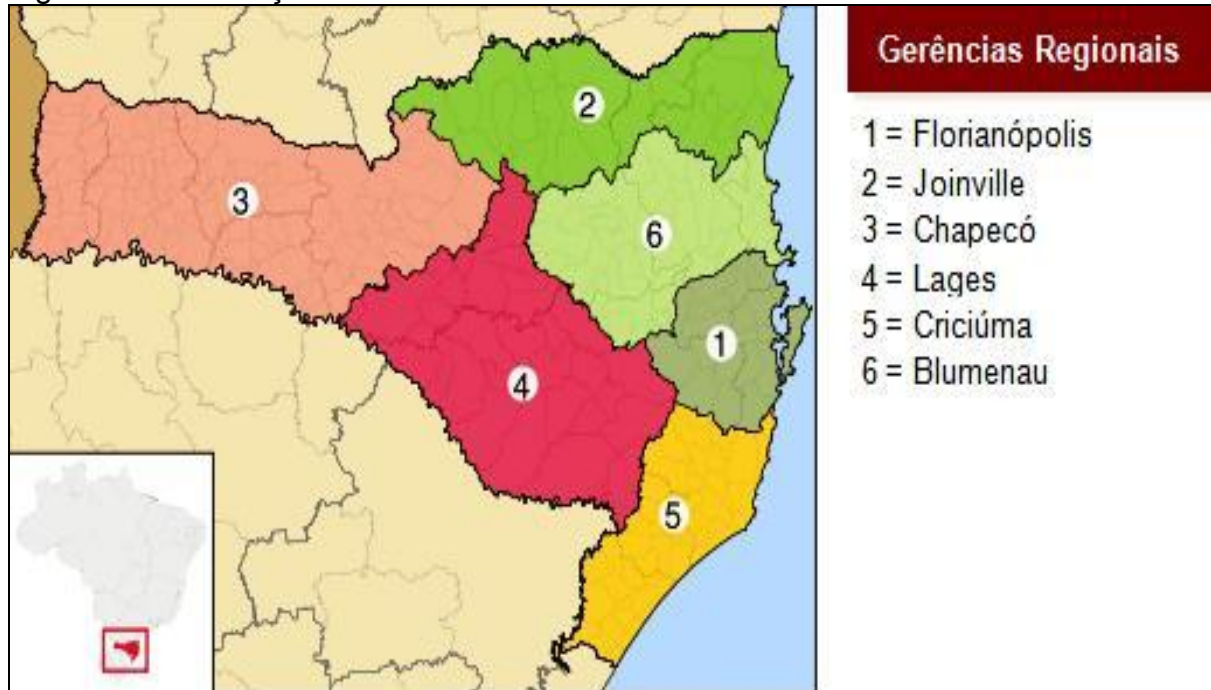 Gerências Regionais
1 = Florianópolis
2 = Joinville
3 = Chapecó
4 = Lages
5 = Criciúma
6 = Blumenau
2
3
6
1
4
5